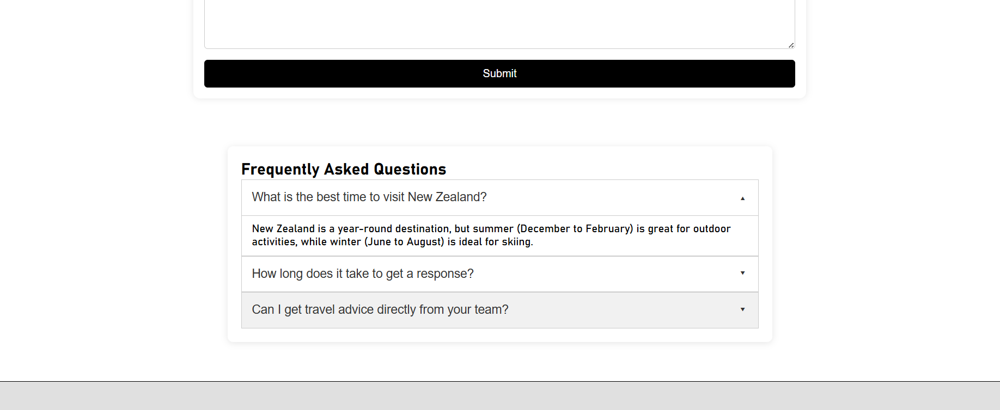 Submit
Frequently Asked Questions
What is the best time to visit New Zealand?
New Zealand is a year-round destination, but summer (December to February) is great for outdoor
activities, while winter (June to August) is ideal for skiing.
How long does it take to get a response?
Can I get travel advice directly from your team?